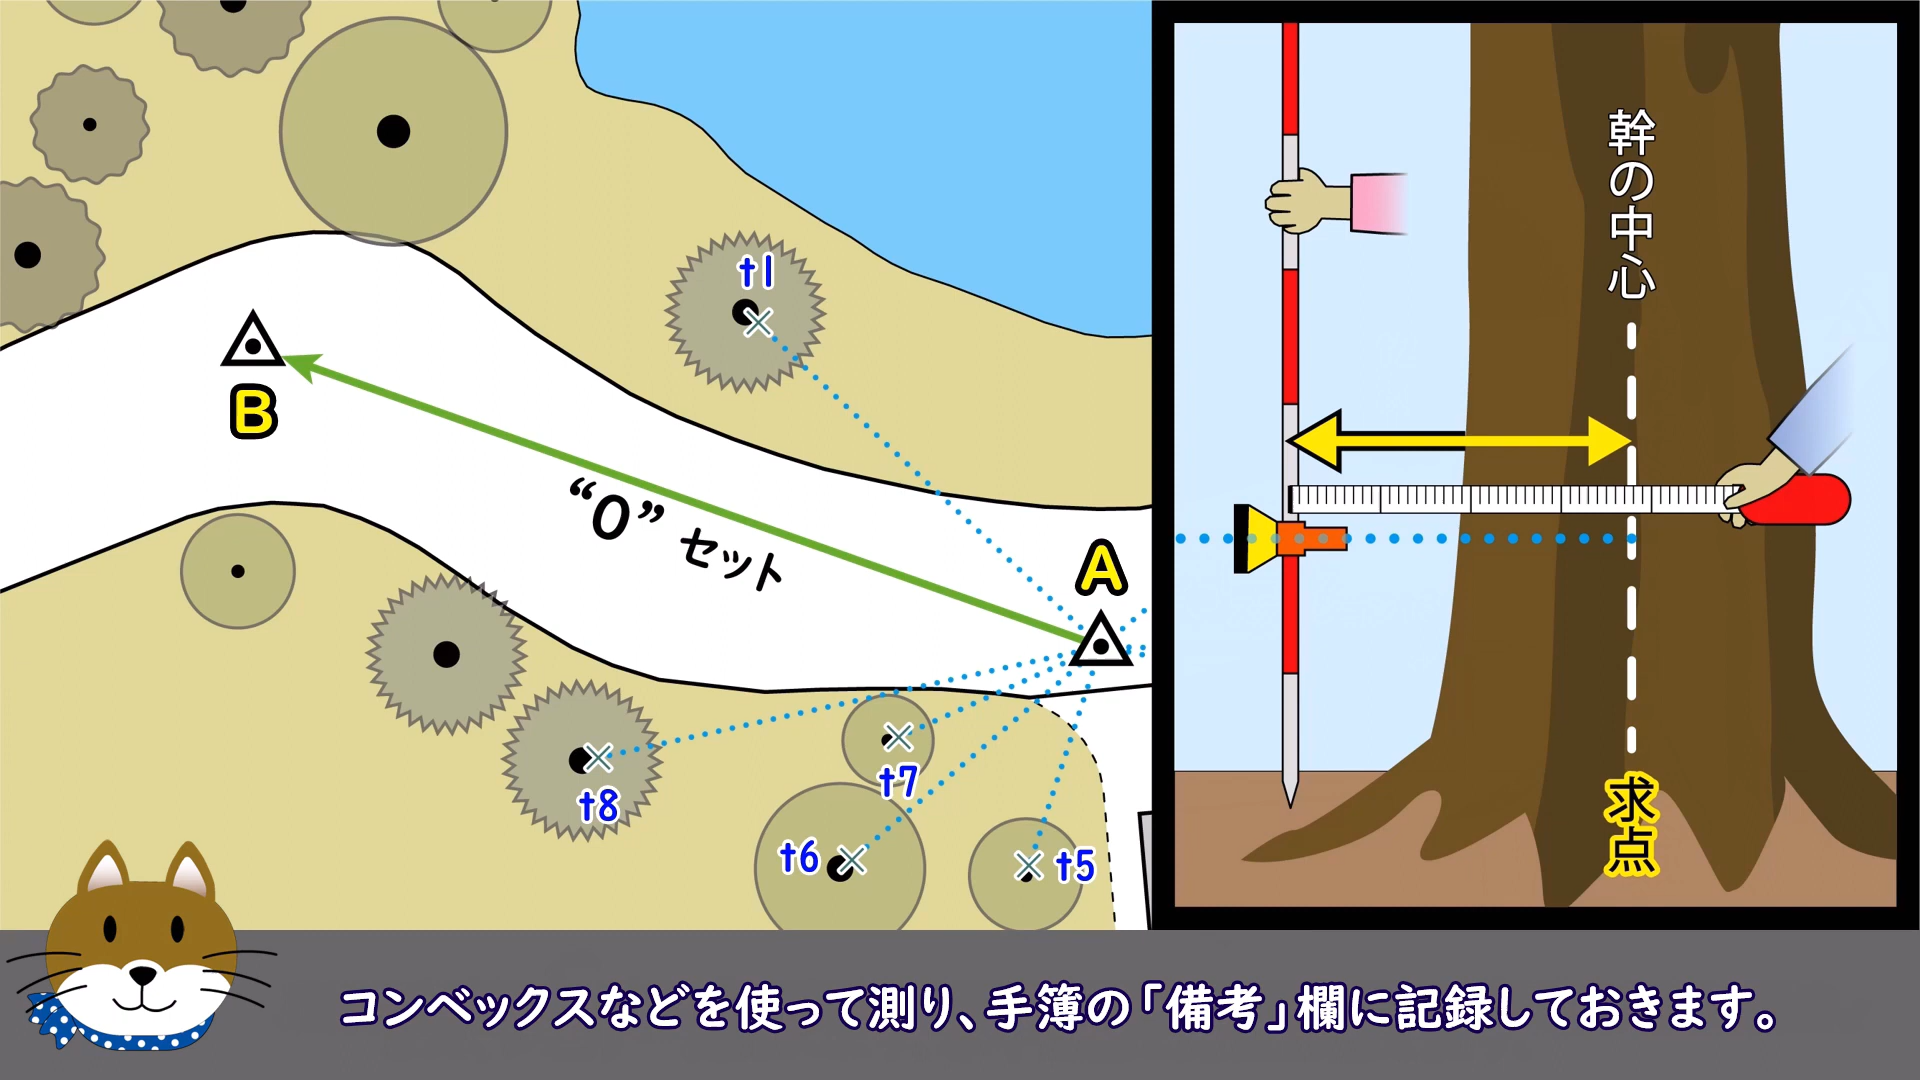 t1
B
“0” セット
A
t8
t7
t6
t5
幹の中心
求点
コンベックスなどを使って測り、手簿の「備考」欄に記録しておきます。